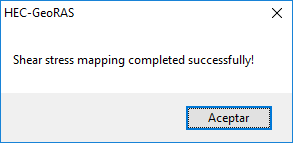 HEC-GeoRAS
Shear stress mapping completed successfully!
Aceptar